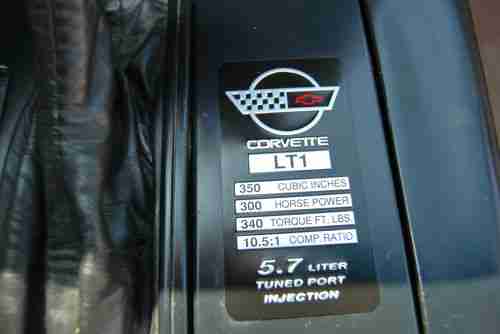 CORVETTE
LT1
350 CUBIC INCHES
300 HORSE POWER
340 TORQUE FT. LBS.
10.5:1 COMP. RATIO
5.7 LITER
TUNED PORT
INJECTION